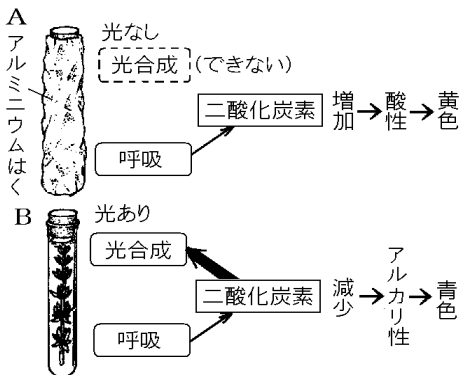 A
アルミニウムはく
光なし
光合成(できない)
二酸化炭素 増加→酸性→黄色
呼吸
B
光あり
光合成
二酸化炭素 減少→アルカリ性→青色
呼吸